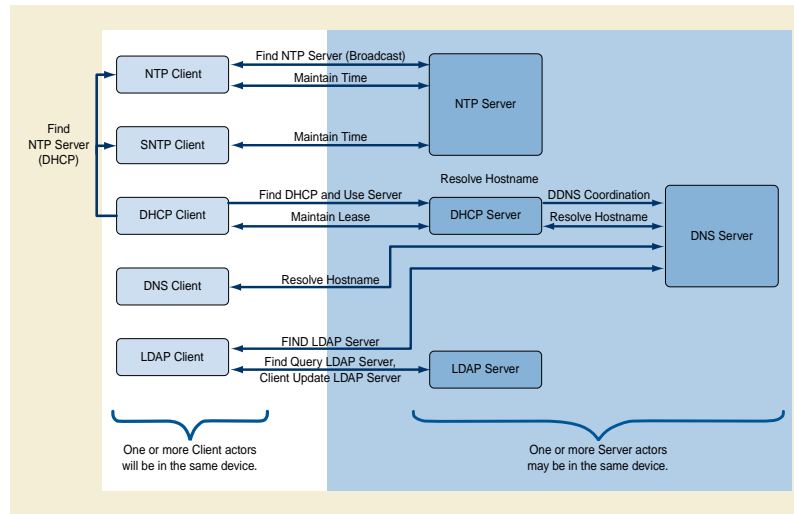 Find NTP Server (Broadcast)
NTP Client
Maintain Time
NTP Server
Find
NTP Server
(DHCP)
SNTP Client
Maintain Time
Resolve Hostname
Find DHCP and Use Server
DDNS Coordination
DHCP Client
Maintain Lease
DHCP Server
Resolve Hostname
DNS Server
DNS Client
Resolve Hostname
FIND LDAP Server
LDAP Client
Find Query LDAP Server,
Client Update LDAP Server
LDAP Server
One or more Client actors
will be in the same device.
One or more Server actors
may be in the same device.